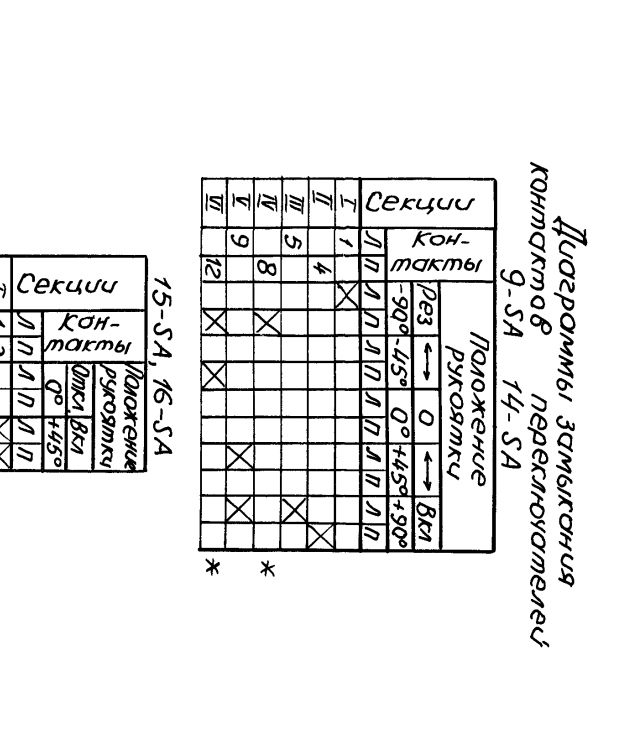 Диаграммы замыкания
контактов переключателей
9-SA 14-SA
Секции Кон-такты Положение рукоятки
Рез ↔ 0 ↔ Вкл
-90° -45° 0° +45° +90°
Л П Л П Л П Л П Л П Л П
I 1
II 4
III 5
IV 8 *
V 9
VI 12 *
15-SA, 16-SA
Секции Кон-такты Положение рукоятки
Откл. Вкл
0° +45°
Л П Л П Л П